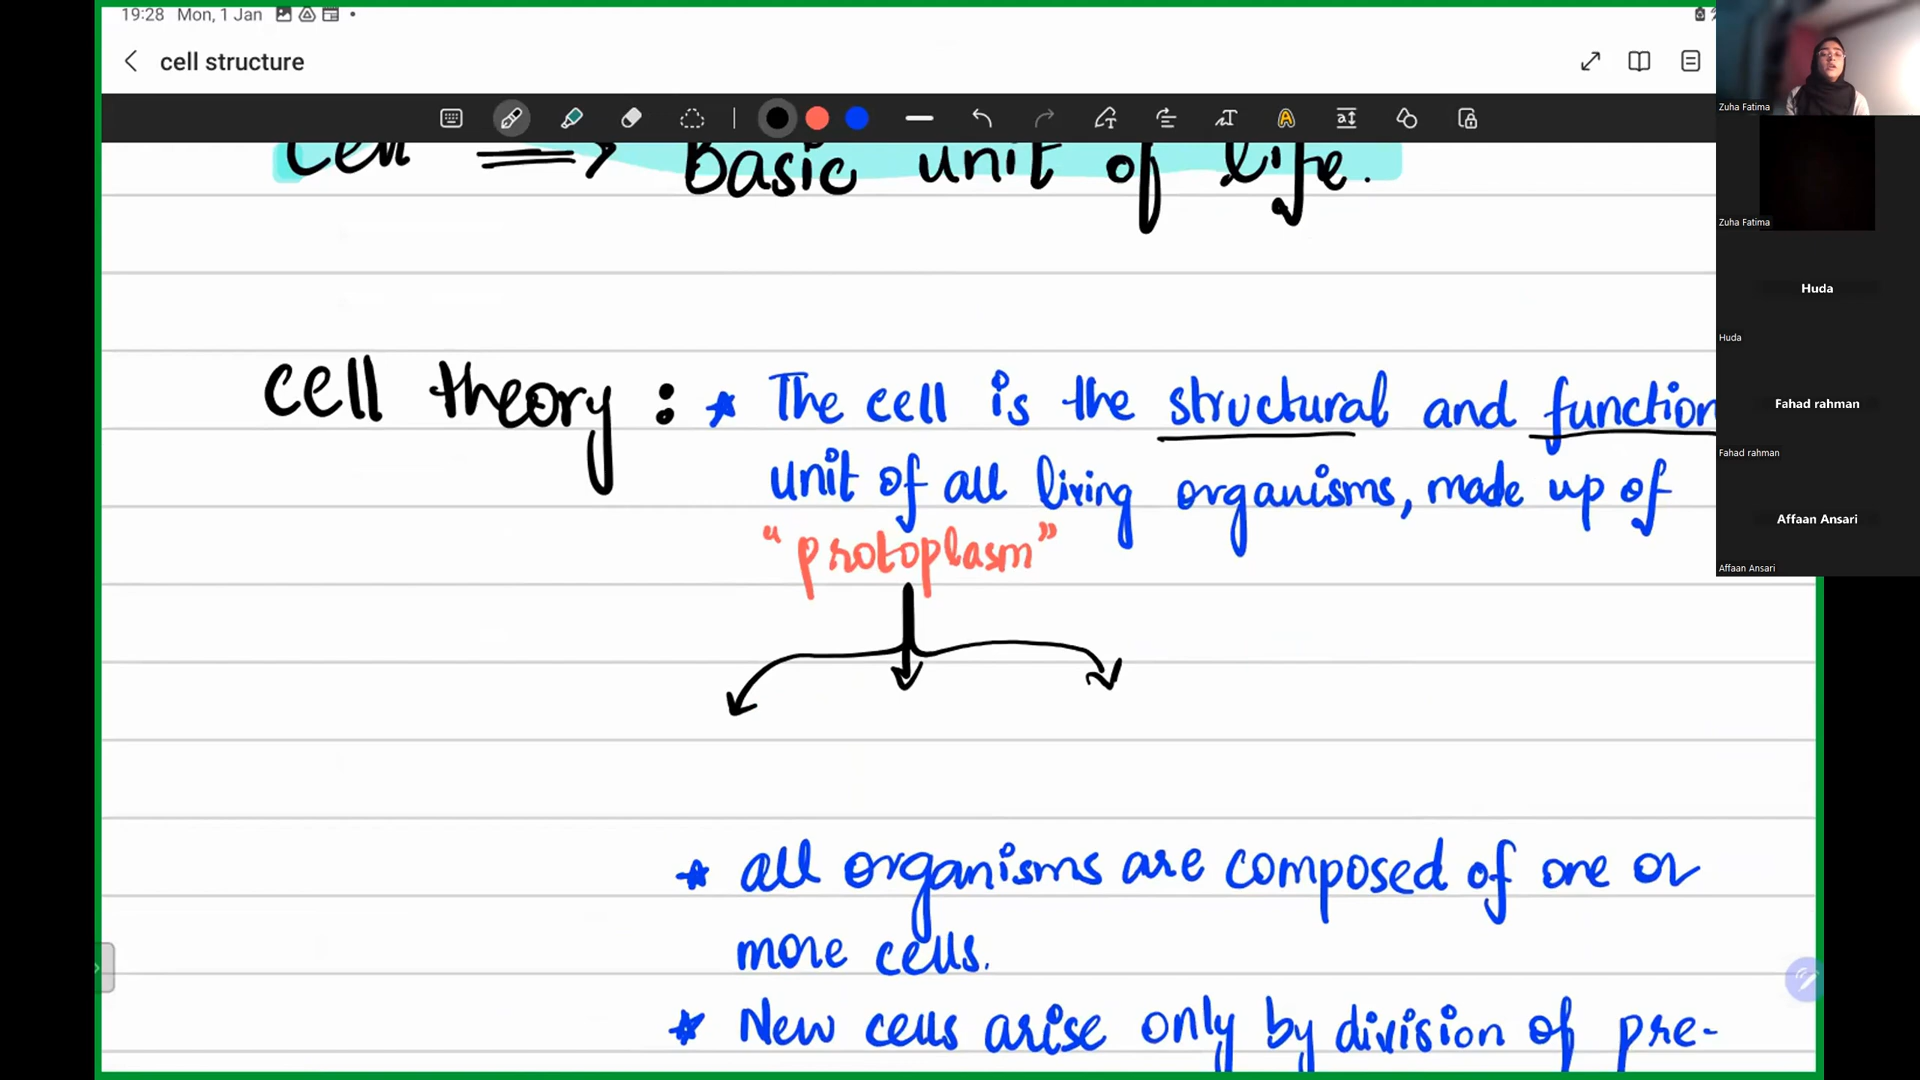 19:28 Mon, 1 Jan
cell structure
Cell ⟹ Basic unit of life.
cell theory : * The cell is the structural and function
unit of all living organisms, made up of
"protoplasm"
* all organisms are composed of one or
more cells.
* New cells arise only by division of pre-
Zuha Fatima
Zuha Fatima
Huda
Huda
Fahad rahman
Fahad rahman
Affaan Ansari
Affaan Ansari